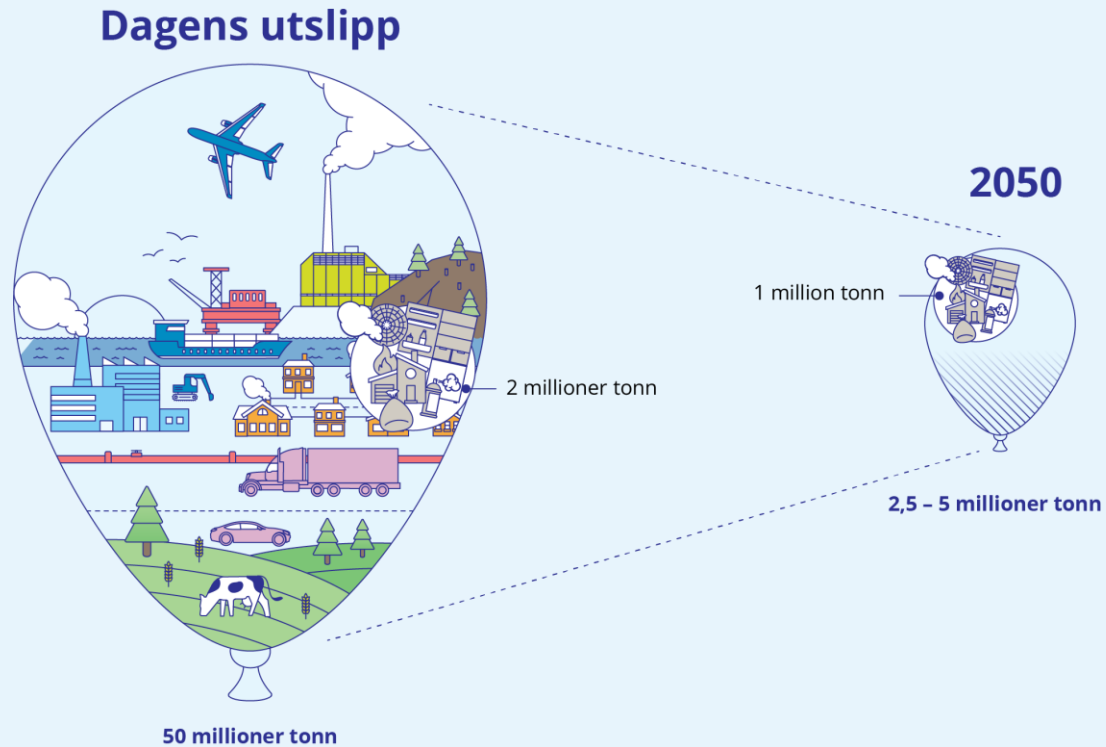 Dagens utslipp
2050
1 million tonn
2 millioner tonn
2,5 – 5 millioner tonn
50 millioner tonn